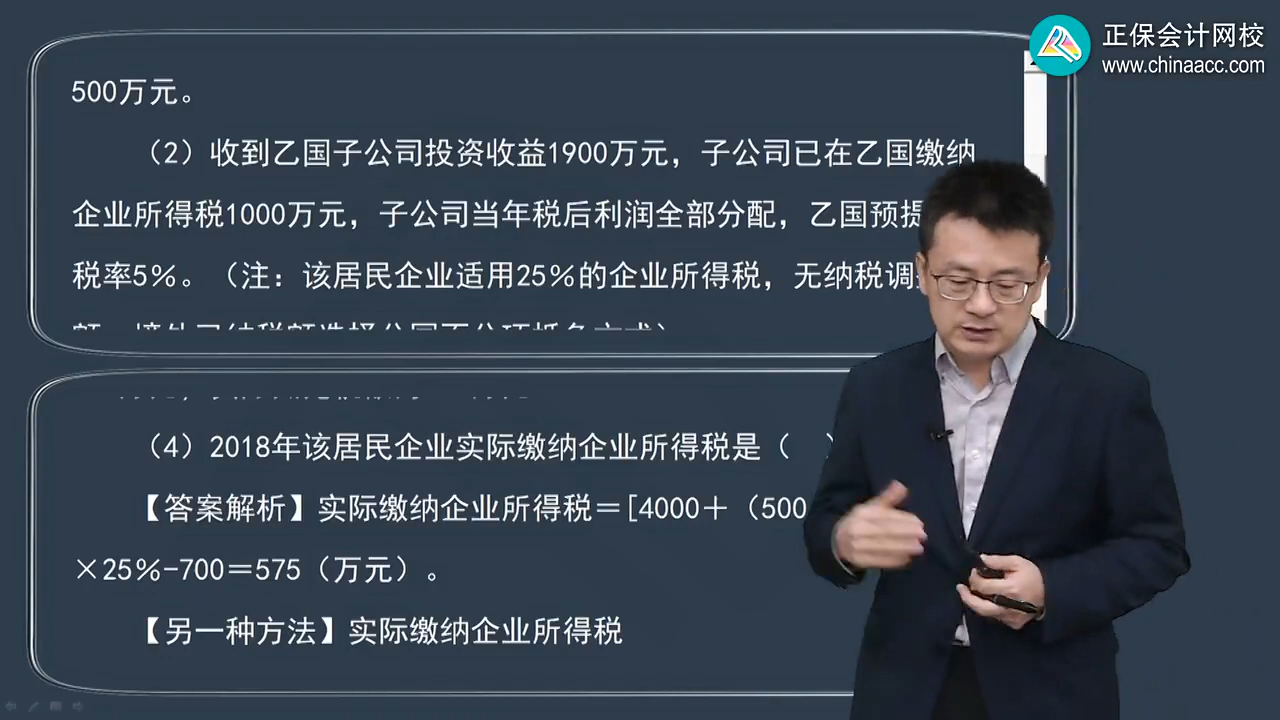 正保会计网校
www.chinaacc.com
500万元。
（2）收到乙国子公司投资收益1900万元，子公司已在乙国缴纳
企业所得税1000万元，子公司当年税后利润全部分配，乙国预提
税率5%。（注：该居民企业适用25%的企业所得税，无纳税调
（4）2018年该居民企业实际缴纳企业所得税是（
【答案解析】实际缴纳企业所得税＝[4000＋（500
×25%-700＝575（万元）。
【另一种方法】实际缴纳企业所得税